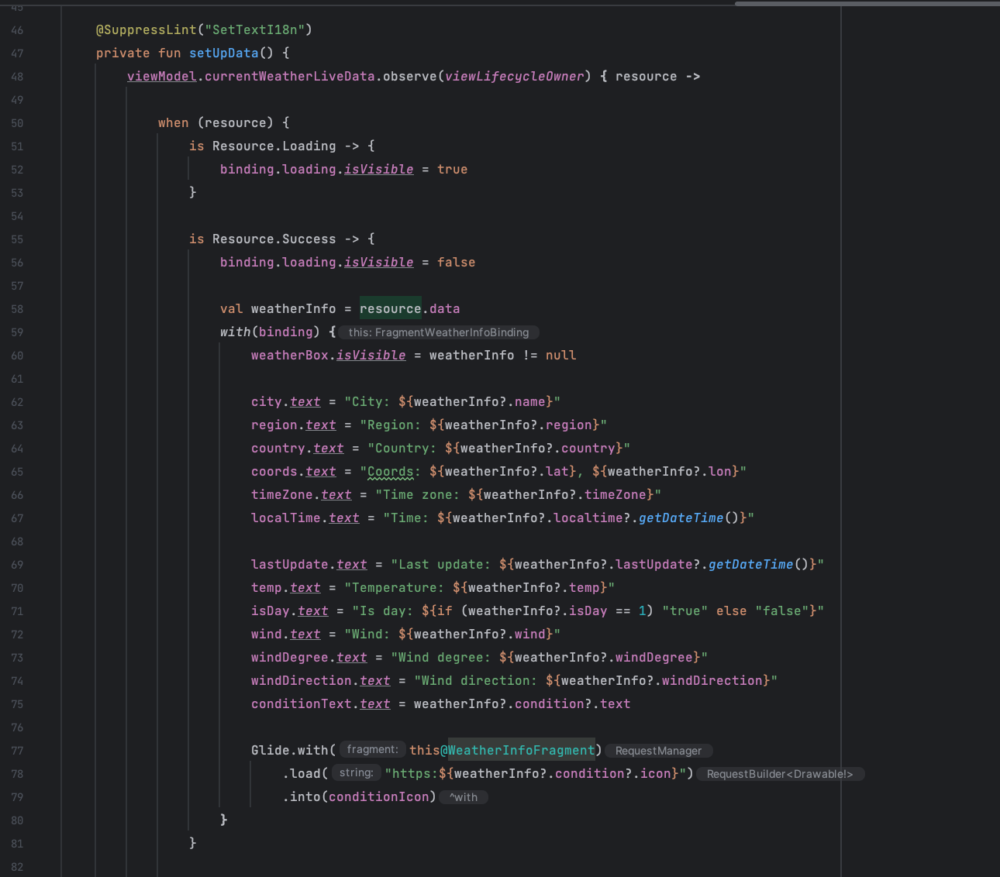 45
46 @SuppressLint("SetTextI18n")
47 private fun setUpData() {
48 viewModel.currentWeatherLiveData.observe(viewLifecycleOwner) { resource ->
49
50 when (resource) {
51 is Resource.Loading -> {
52 binding.loading.isVisible = true
53 }
54
55 is Resource.Success -> {
56 binding.loading.isVisible = false
57
58 val weatherInfo = resource.data
59 with(binding) { this: FragmentWeatherInfoBinding
60 weatherBox.isVisible = weatherInfo != null
61
62 city.text = "City: ${weatherInfo?.name}"
63 region.text = "Region: ${weatherInfo?.region}"
64 country.text = "Country: ${weatherInfo?.country}"
65 coords.text = "Coords: ${weatherInfo?.lat}, ${weatherInfo?.lon}"
66 timeZone.text = "Time zone: ${weatherInfo?.timeZone}"
67 localTime.text = "Time: ${weatherInfo?.localtime?.getDateTime()}"
68
69 lastUpdate.text = "Last update: ${weatherInfo?.lastUpdate?.getDateTime()}"
70 temp.text = "Temperature: ${weatherInfo?.temp}"
71 isDay.text = "Is day: ${if (weatherInfo?.isDay == 1) "true" else "false"}"
72 wind.text = "Wind: ${weatherInfo?.wind}"
73 windDegree.text = "Wind degree: ${weatherInfo?.windDegree}"
74 windDirection.text = "Wind direction: ${weatherInfo?.windDirection}"
75 conditionText.text = weatherInfo?.condition?.text
76
77 Glide.with( fragment: this@WeatherInfoFragment) RequestManager
78 .load( string: "https:${weatherInfo?.condition?.icon}") RequestBuilder<Drawable!>
79 .into(conditionIcon) ^with
80 }
81 }
82